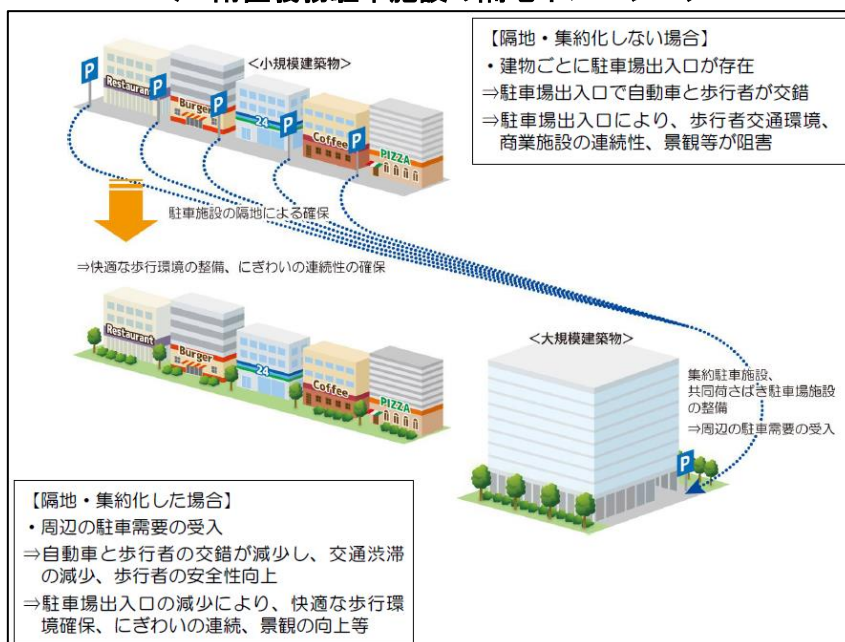 ＜小規模建築物＞
【隔地・集約化しない場合】
・建物ごとに駐車場出入口が存在
⇒駐車場出入口で自動車と歩行者が交錯
⇒駐車場出入口により、歩行者交通環境、
商業施設の連続性、景観等が阻害
P
P
P
P
P
Restaurant
Burger
24
Coffee
PIZZA
駐車施設の隔地による確保
⇒快適な歩行環境の整備、にぎわいの連続性の確保
Restaurant
Burger
24
Coffee
PIZZA
＜大規模建築物＞
集約駐車施設、
共同荷さばき駐車場施設
の整備
⇒周辺の駐車需要の受入
P
【隔地・集約化した場合】
・周辺の駐車需要の受入
⇒自動車と歩行者の交錯が減少し、交通渋滞
の減少、歩行者の安全性向上
⇒駐車場出入口の減少により、快適な歩行環
境確保、にぎわいの連続、景観の向上等